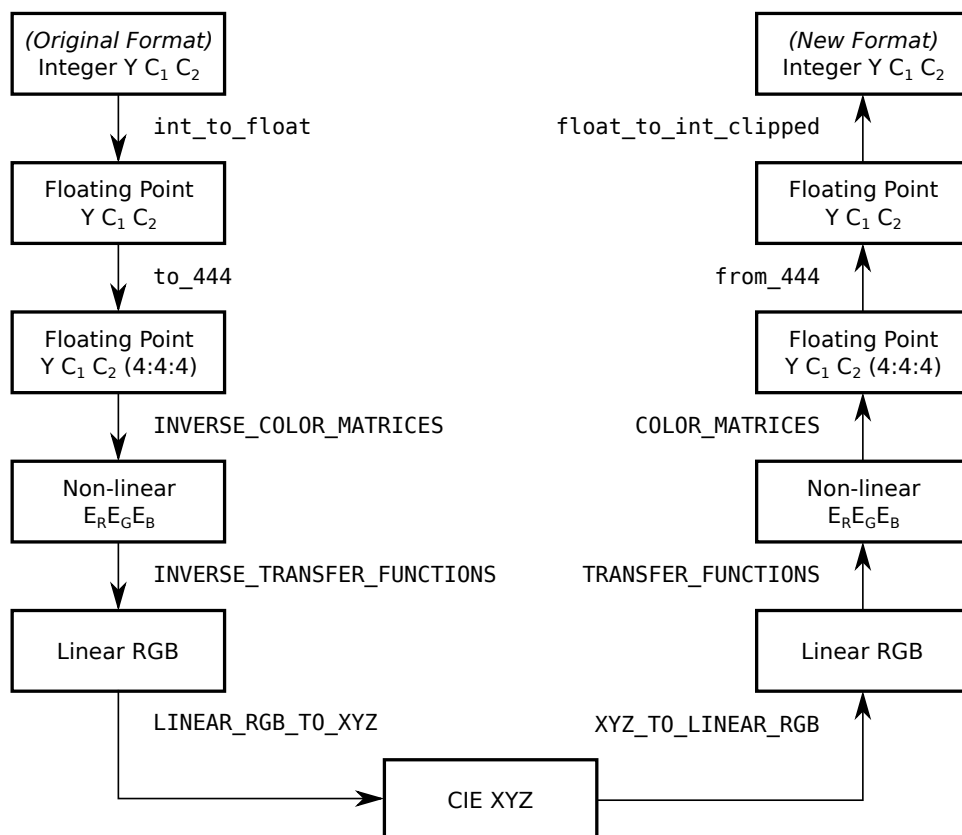 (Original Format)
Integer Y C₁ C₂
int_to_float
Floating Point
Y C₁ C₂
to_444
Floating Point
Y C₁ C₂ (4:4:4)
INVERSE_COLOR_MATRICES
Non-linear
EREGEB
INVERSE_TRANSFER_FUNCTIONS
Linear RGB
LINEAR_RGB_TO_XYZ
CIE XYZ
XYZ_TO_LINEAR_RGB
Linear RGB
TRANSFER_FUNCTIONS
Non-linear
EREGEB
COLOR_MATRICES
Floating Point
Y C₁ C₂ (4:4:4)
from_444
Floating Point
Y C₁ C₂
float_to_int_clipped
(New Format)
Integer Y C₁ C₂